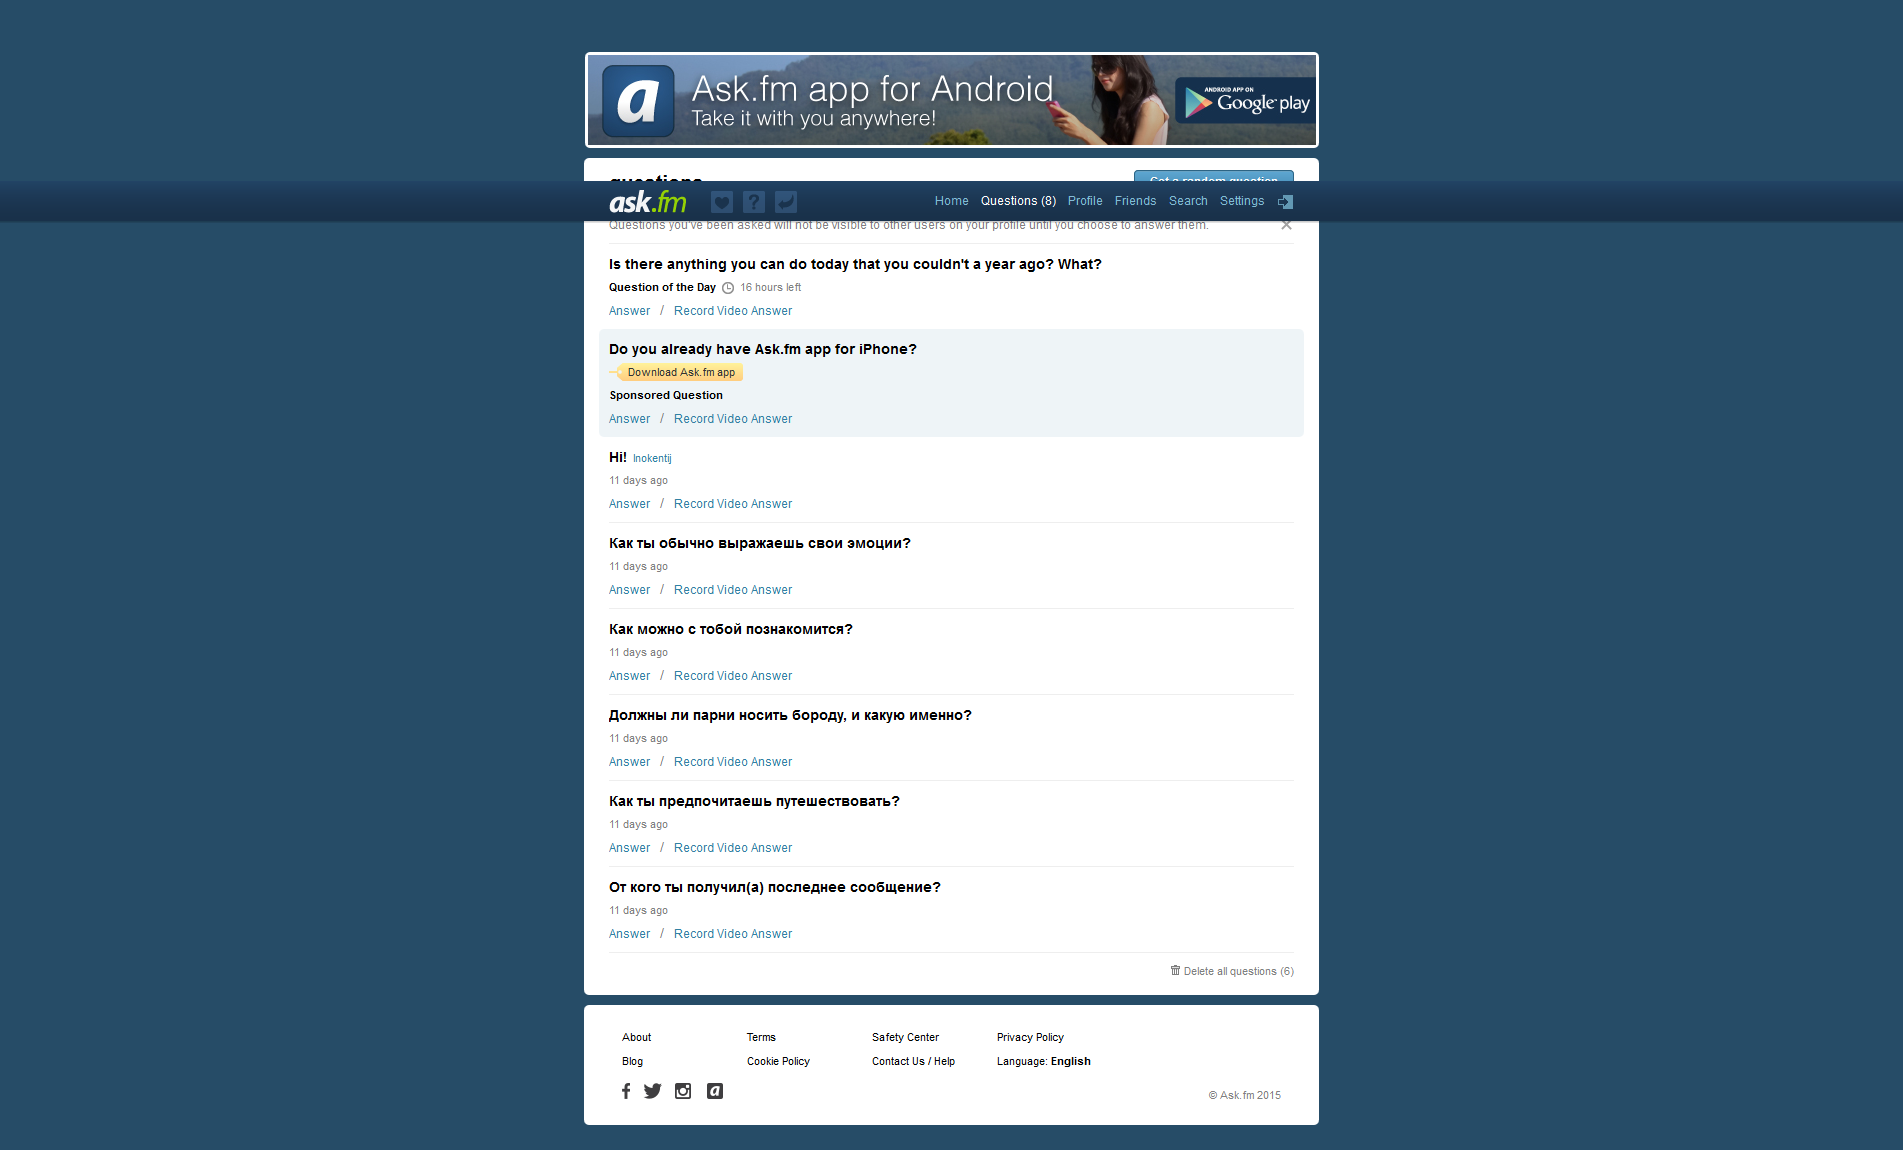 a
Ask.fm app for Android
Take it with you anywhere!
ANDROID APP ON
Google play
questions
Get a random question
ask.fm
?
Home Questions (8) Profile Friends Search Settings
Questions you've been asked will not be visible to other users on your profile until you choose to answer them.
Is there anything you can do today that you couldn't a year ago? What?
Question of the Day 16 hours left
Answer / Record Video Answer
Do you already have Ask.fm app for iPhone?
Download Ask.fm app
Sponsored Question
Answer / Record Video Answer
Hi! Inokentij
11 days ago
Answer / Record Video Answer
Как ты обычно выражаешь свои эмоции?
11 days ago
Answer / Record Video Answer
Как можно с тобой познакомится?
11 days ago
Answer / Record Video Answer
Должны ли парни носить бороду, и какую именно?
11 days ago
Answer / Record Video Answer
Как ты предпочитаешь путешествовать?
11 days ago
Answer / Record Video Answer
От кого ты получил(а) последнее сообщение?
11 days ago
Answer / Record Video Answer
Delete all questions (6)
About Terms Safety Center Privacy Policy
Blog Cookie Policy Contact Us / Help Language: English
© Ask.fm 2015